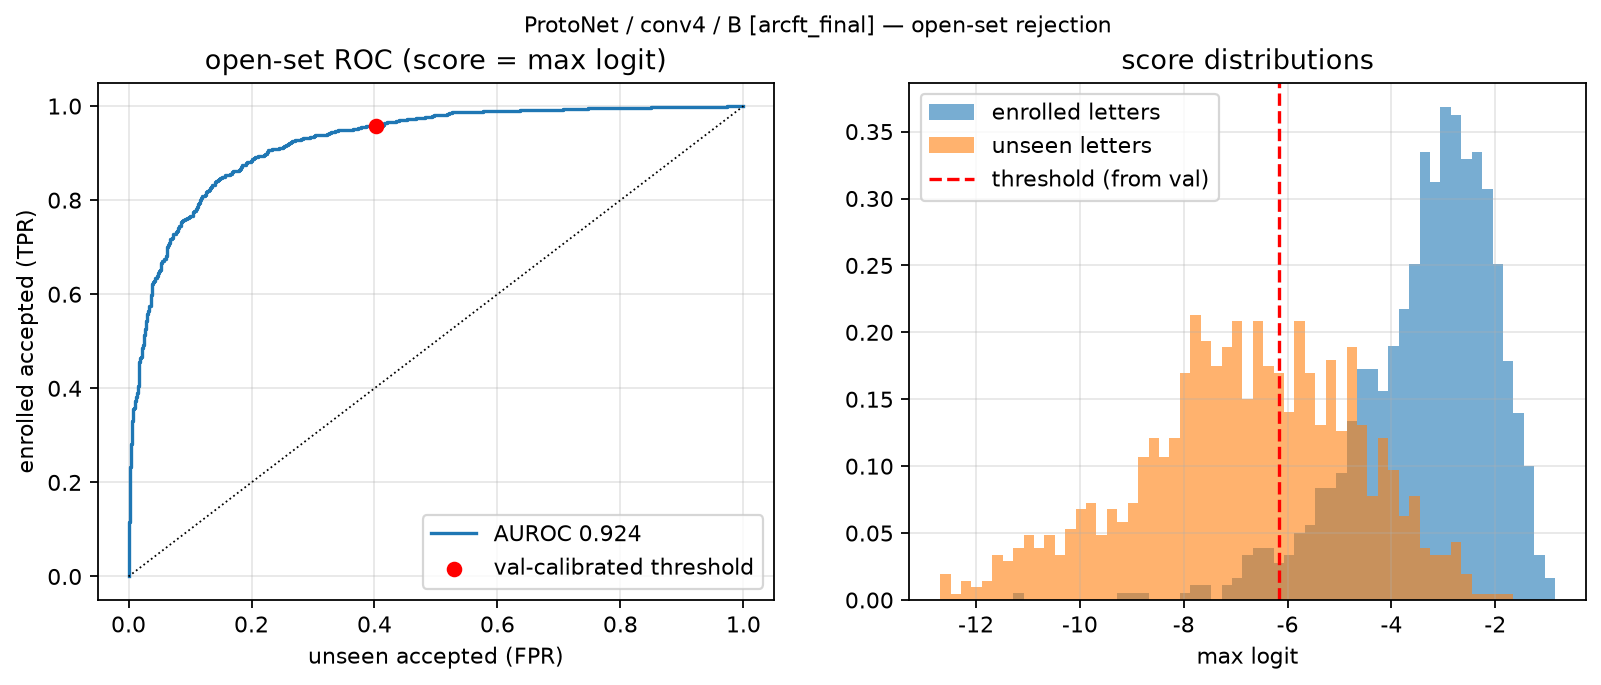 ProtoNet / conv4 / B [arcft_final] — open-set rejection
open-set ROC (score = max logit)
1.0
0.8
0.6
0.4
0.2
0.0
enrolled accepted (TPR)
AUROC 0.924
val-calibrated threshold
0.0 0.2 0.4 0.6 0.8 1.0
unseen accepted (FPR)
score distributions
enrolled letters
unseen letters
threshold (from val)
0.35
0.30
0.25
0.20
0.15
0.10
0.05
0.00
-12 -10 -8 -6 -4 -2
max logit